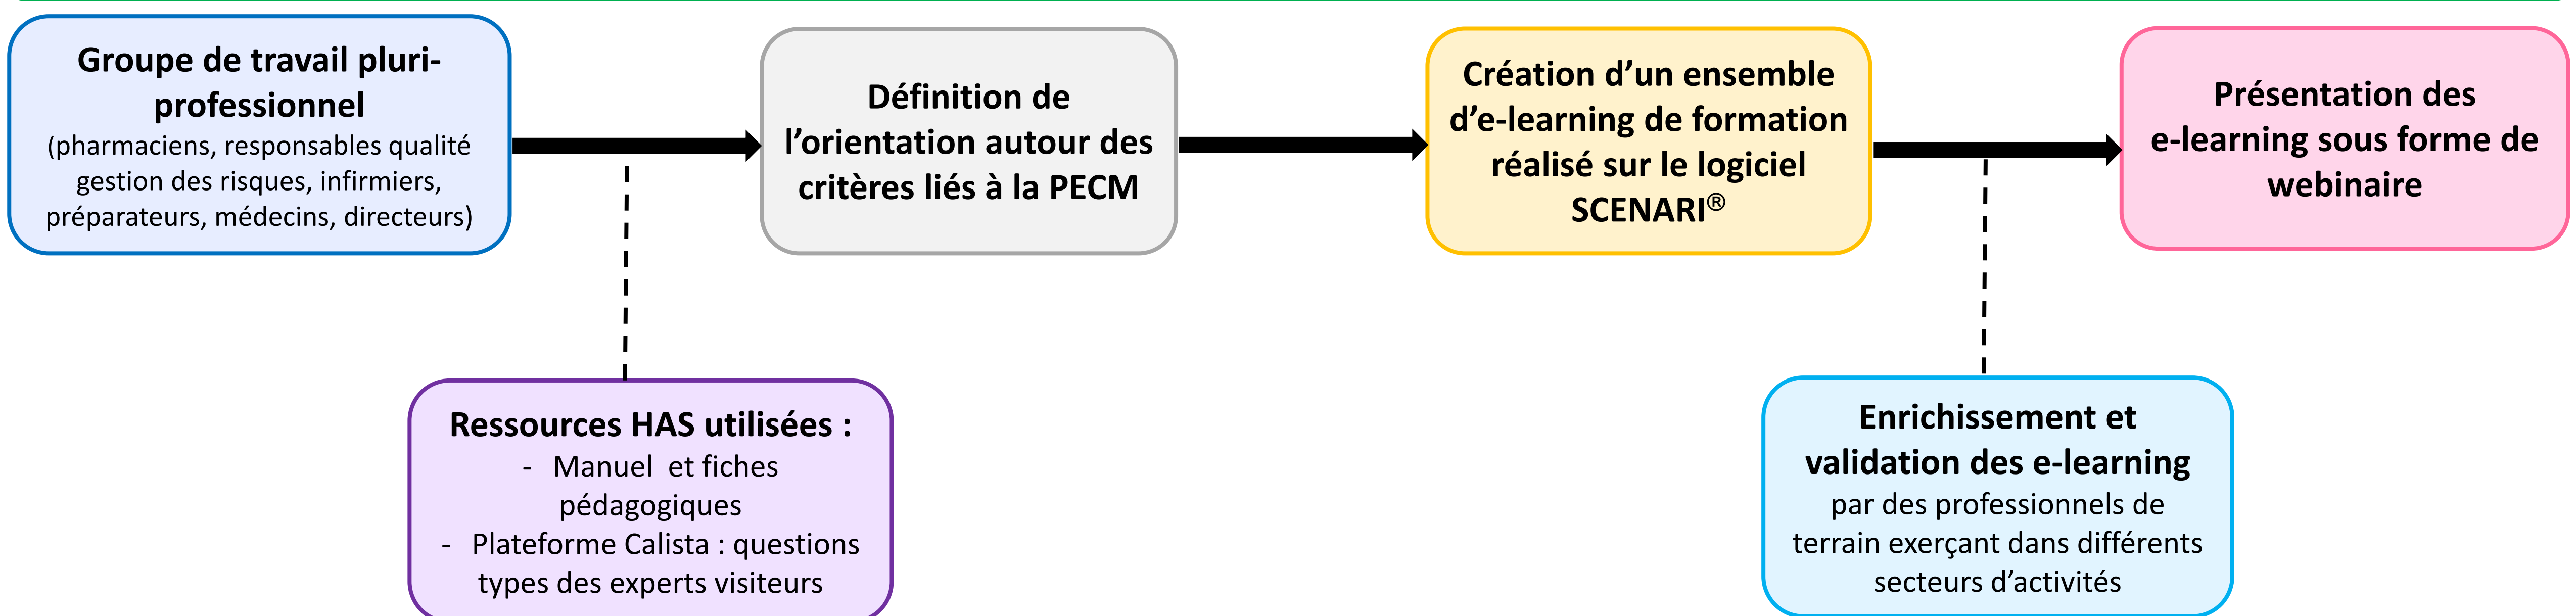 Groupe de travail pluri-
professionnel
(pharmaciens, responsables qualité
gestion des risques, infirmiers,
préparateurs, médecins, directeurs)
Définition de
l’orientation autour des
critères liés à la PECM
Création d’un ensemble
d’e-learning de formation
réalisé sur le logiciel
SCENARI®
Présentation des
e-learning sous forme de
webinaire
Ressources HAS utilisées :
- Manuel et fiches
pédagogiques
- Plateforme Calista : questions
types des experts visiteurs
Enrichissement et
validation des e-learning
par des professionnels de
terrain exerçant dans différents
secteurs d’activités